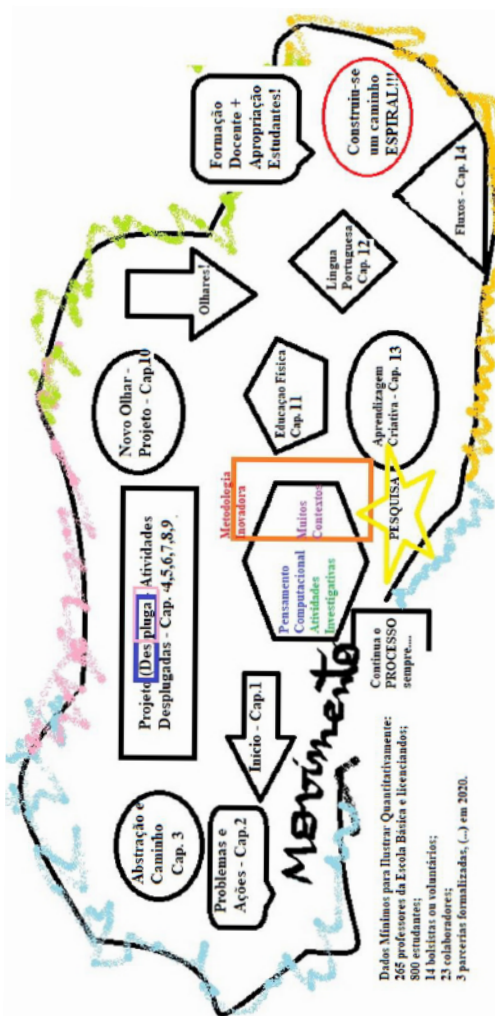 Abstração e
Caminho
Cap. 3
Problemas e
Ações - Cap.2
Início - Cap.1
Movimento
Projeto (Des)pluga! - Atividades
Desplugadas - Cap. 4,5,6,7,8,9
Pensamento
Computacional
Atividades
Investigativas
Metodologia
Inovadora
Muitos
Contextos
Novo Olhar -
Projeto - Cap.10
Olhares!
Educação Física
Cap. 11
Língua
Portuguesa
Cap. 12
Aprendizagem
Criativa - Cap. 13
PESQUISA
Formação
Docente +
Apropriação
Estudantes!
Construiu-se
um caminho
ESPIRAL!!!
Fluxos - Cap. 14
Continua o
PROCESSO
sempre....
Dados Mínimos para Ilustrar Quantitativamente:
265 professores da Escola Básica e licenciandos;
800 estudantes;
14 bolsistas ou voluntários;
23 colaboradores;
3 parcerias formalizadas, (...) em 2020.